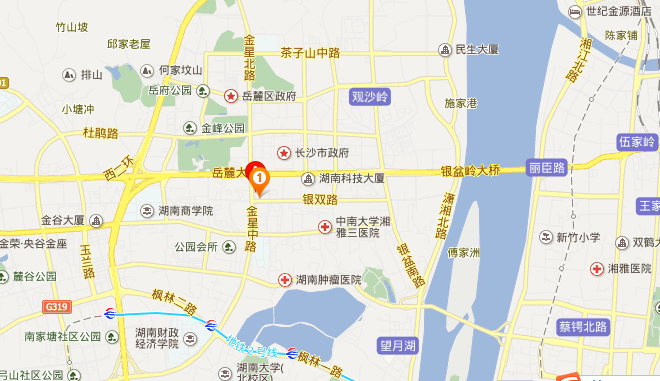 世纪金源酒店
竹山坡
邱家老屋
金星北路
茶子山中路
民生大厦
湘江北路
陈家铺
排山
何家坟山
岳府公园
岳麓区政府
观沙岭
施家港
小塘冲
杜鹃路
金峰公园
伍家岭
长沙市政府
西二环
岳麓大
1
湖南科技大厦
银盆岭大桥
丽臣路
金谷大厦
湖南商学院
金星中路
银双路
潇湘北路
王家
中南大学湘
雅三医院
金荣·央谷金座
玉兰路
公园会所
银盆南路
傅家洲
新竹小学
双鹤
麓谷公园
湖南肿瘤医院
湘雅医院
G319
枫林二路
南家塘社区公园
湖南财政
经济学院
地铁2号线
枫林一路
望月湖
蔡锷北路
弓山社区公园
湖南大学(
北校区)